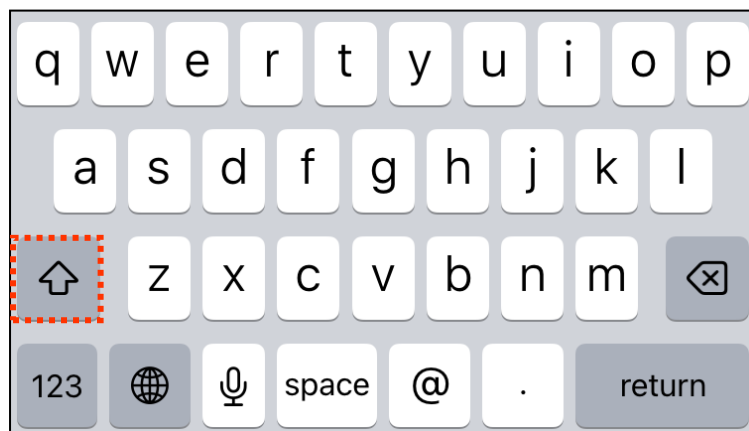 q w e r t y u i o p
a s d f g h j k l
z x c v b n m
123 space @ . return